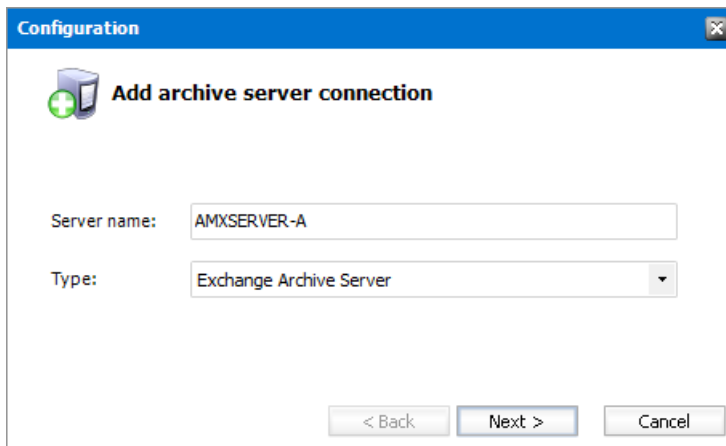 Configuration
Add archive server connection
Server name: AMXSERVER-A
Type: Exchange Archive Server
< Back Next > Cancel